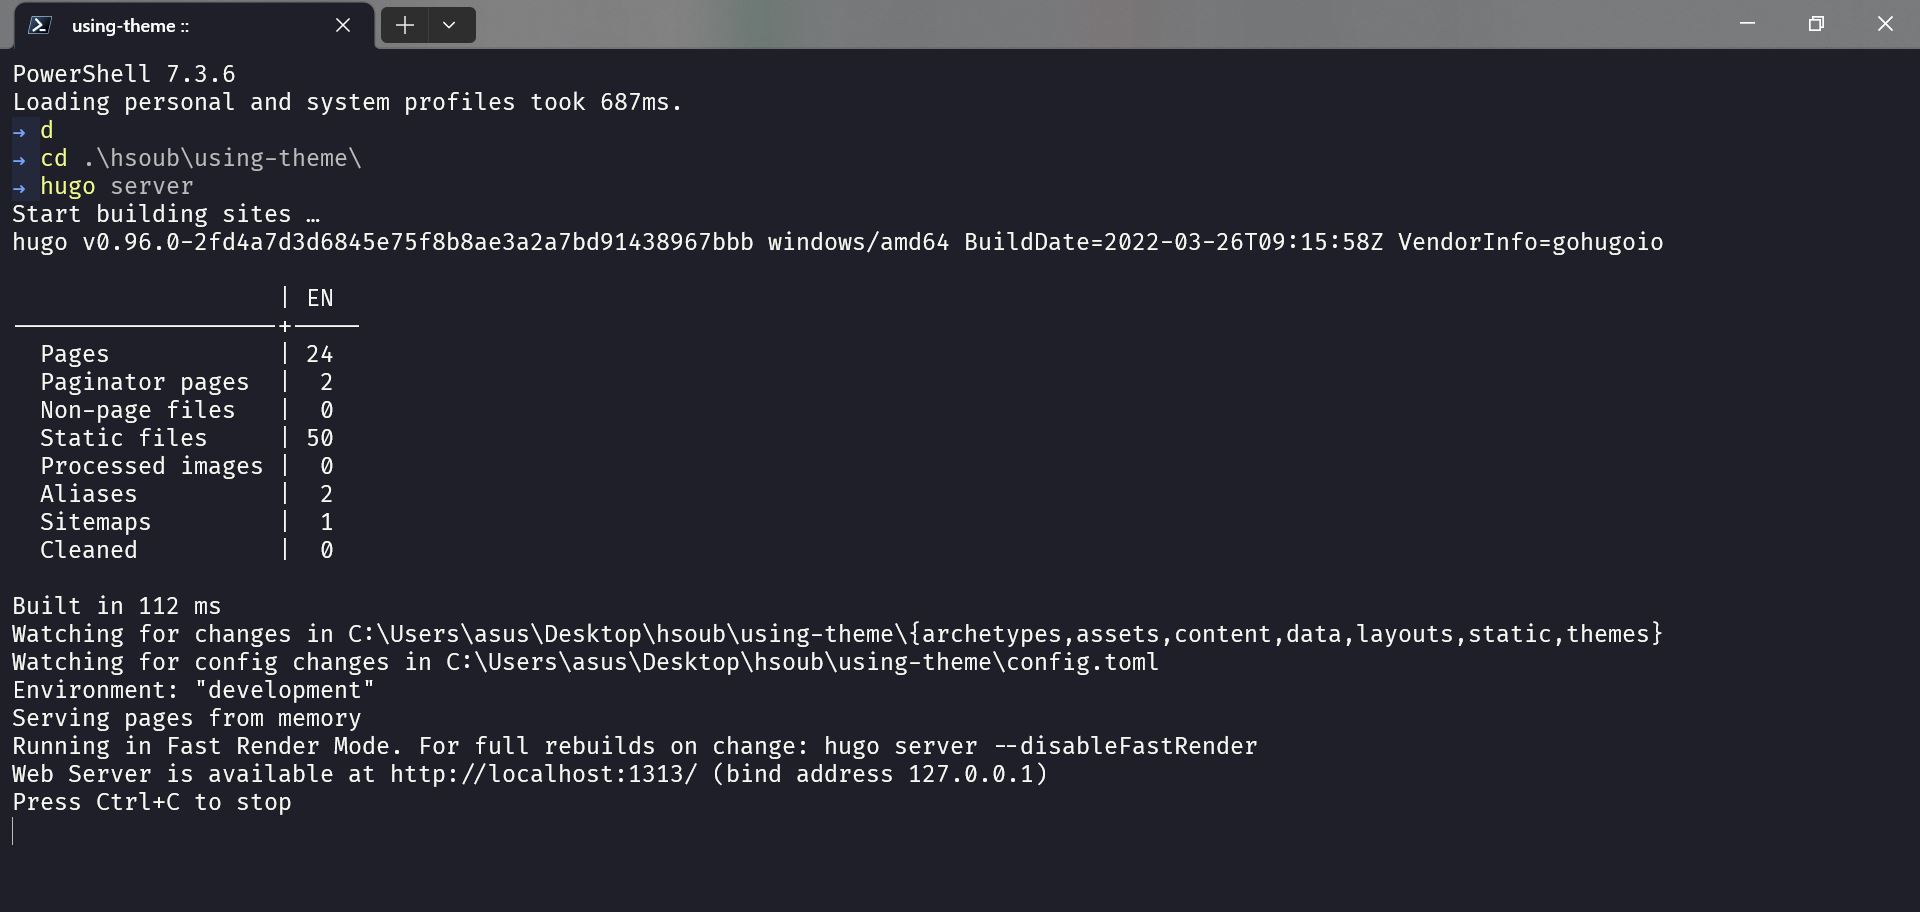 using-theme ::
PowerShell 7.3.6
Loading personal and system profiles took 687ms.
→ d
→ cd .\hsoub\using-theme\
→ hugo server
Start building sites …
hugo v0.96.0-2fd4a7d3d6845e75f8b8ae3a2a7bd91438967bbb windows/amd64 BuildDate=2022-03-26T09:15:58Z VendorInfo=gohugoio
| EN
Pages | 24
Paginator pages | 2
Non-page files | 0
Static files | 50
Processed images | 0
Aliases | 2
Sitemaps | 1
Cleaned | 0
Built in 112 ms
Watching for changes in C:\Users\asus\Desktop\hsoub\using-theme\{archetypes,assets,content,data,layouts,static,themes}
Watching for config changes in C:\Users\asus\Desktop\hsoub\using-theme\config.toml
Environment: "development"
Serving pages from memory
Running in Fast Render Mode. For full rebuilds on change: hugo server --disableFastRender
Web Server is available at http://localhost:1313/ (bind address 127.0.0.1)
Press Ctrl+C to stop